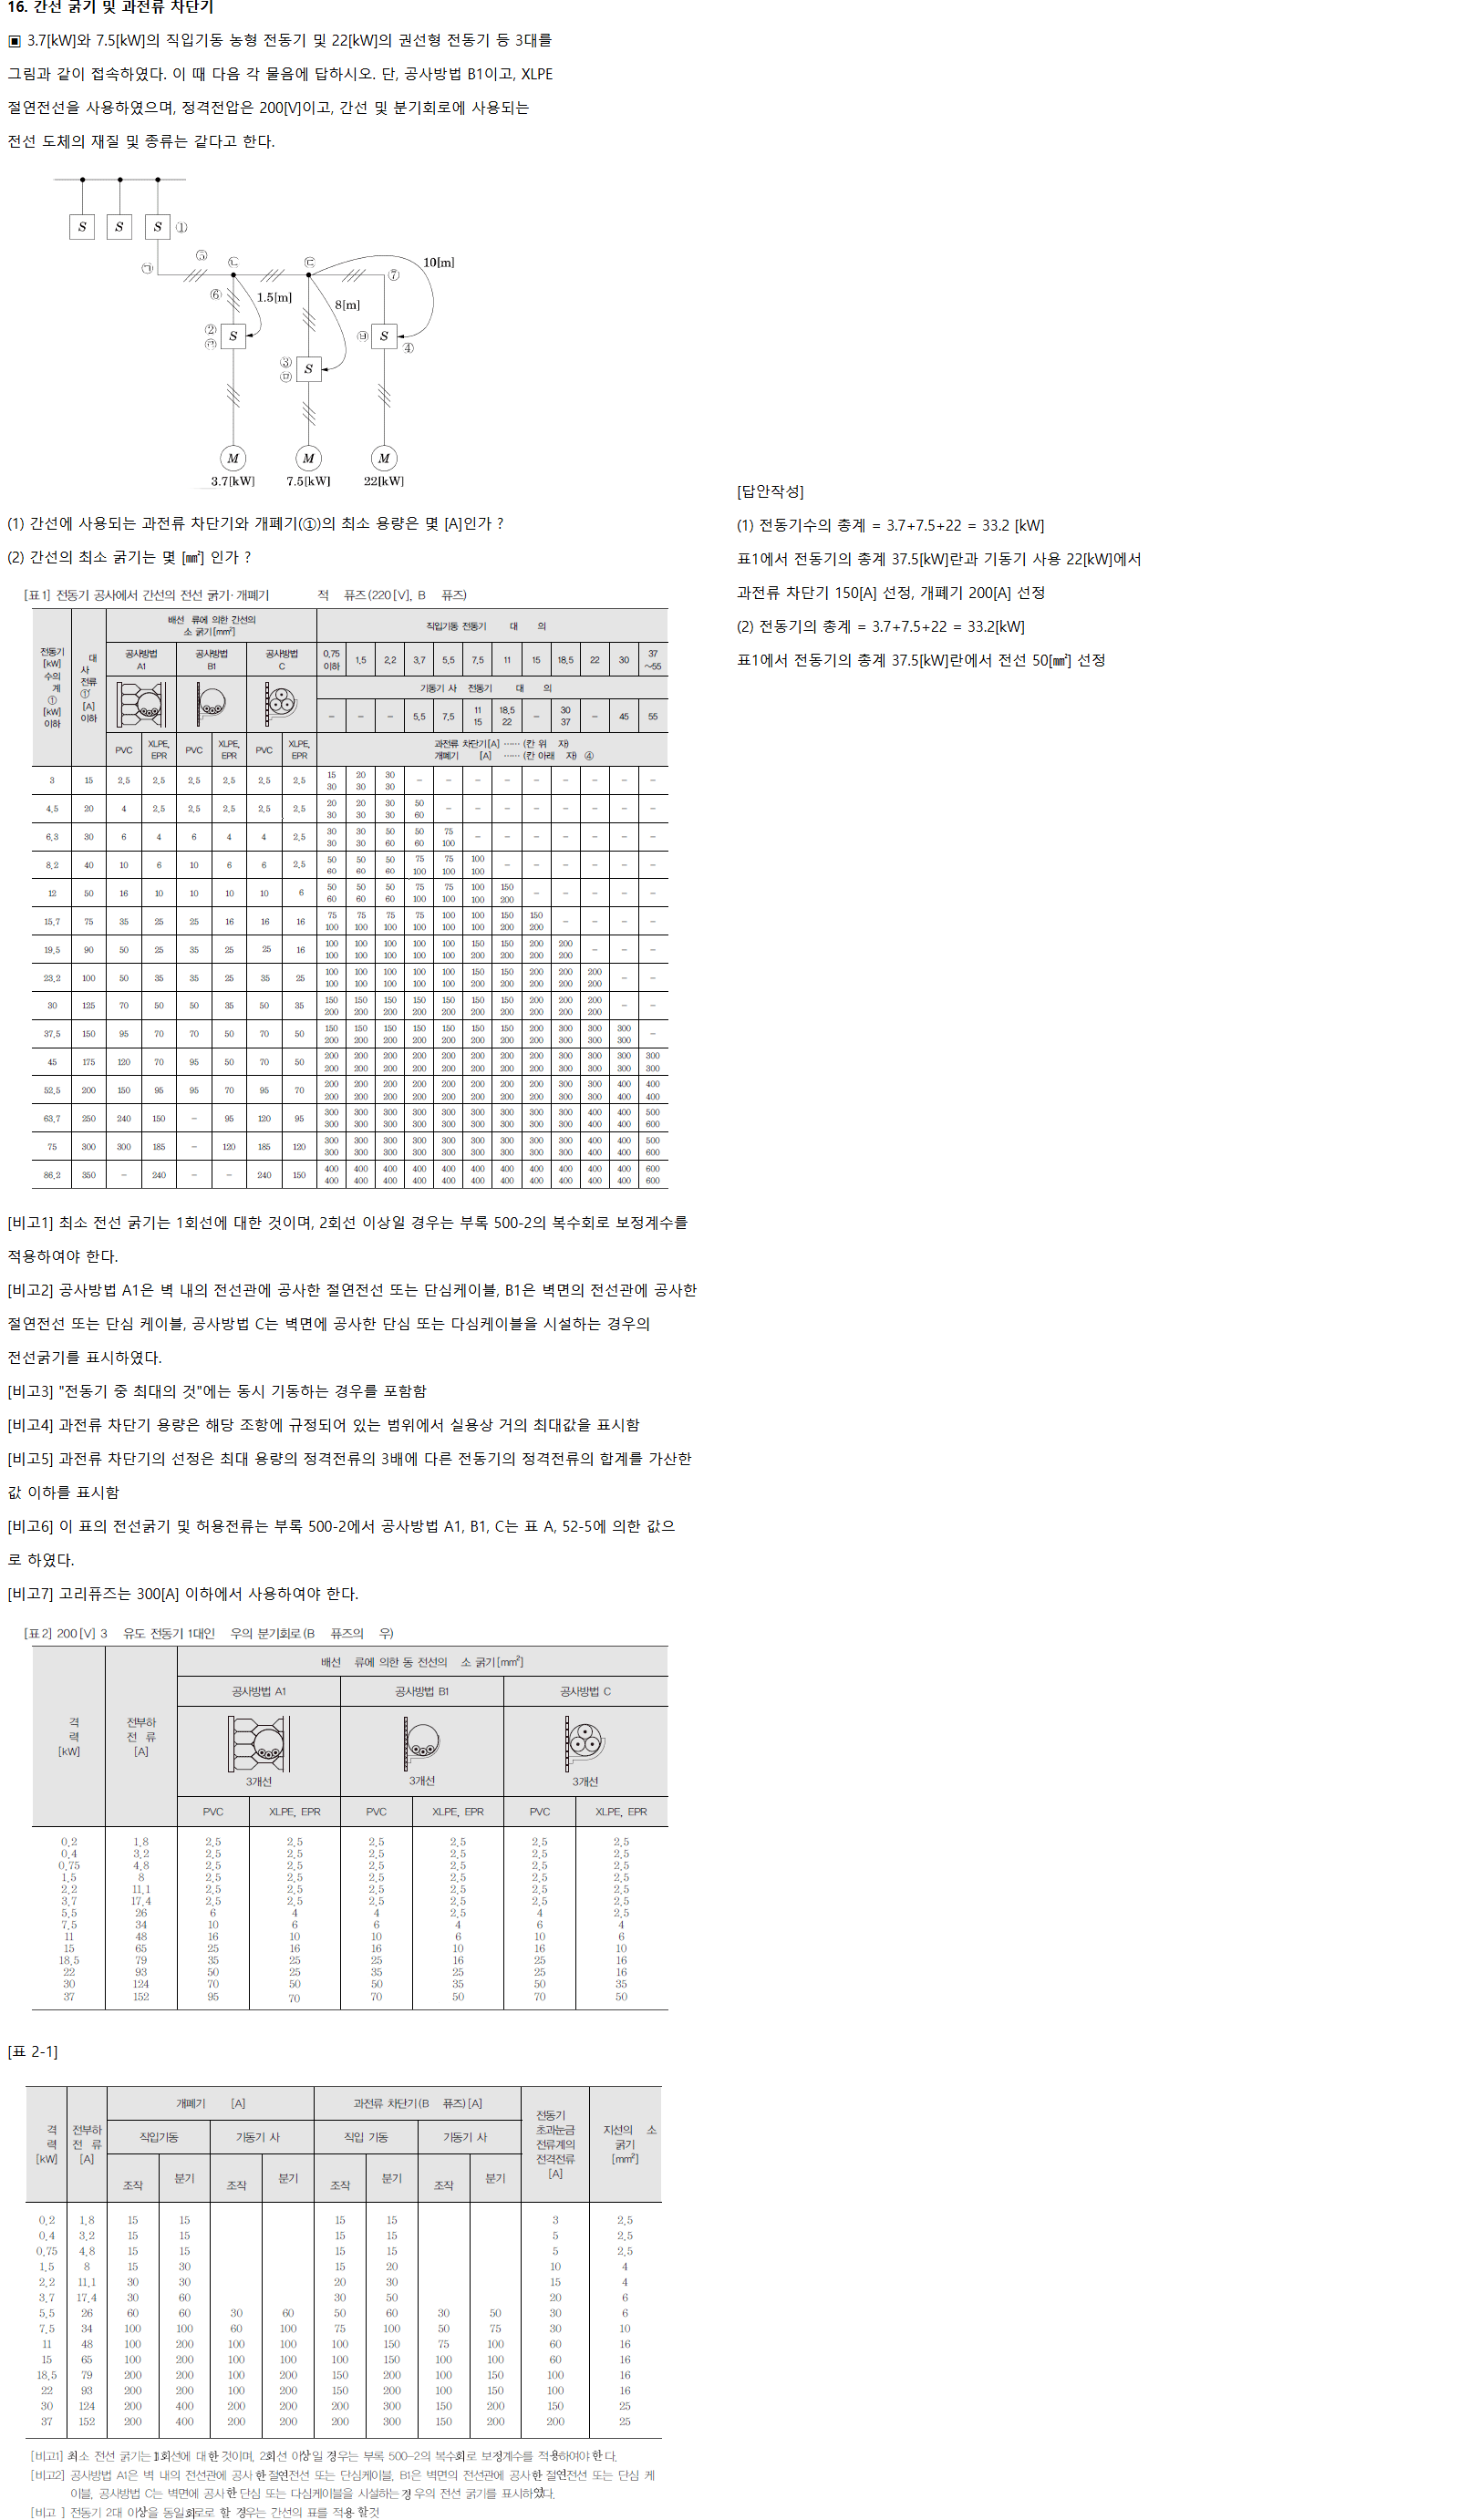 16. 간선 굵기 및 과전류 차단기
▣ 3.7[kW]와 7.5[kW]의 직입기동 농형 전동기 및 22[kW]의 권선형 전동기 등 3대를
그림과 같이 접속하였다. 이 때 다음 각 물음에 답하시오. 단, 공사방법 B1이고, XLPE
절연전선을 사용하였으며, 정격전압은 200[V]이고, 간선 및 분기회로에 사용되는
전선 도체의 재질 및 종류는 같다고 한다.
S S S ①
㉠ ⑤ ㉡ ㉢ ⑦ 10[m]
⑥ 1.5[m] 8[m]
② S ㉣ ③ S ㉤ ㉥ S ④
M M M
3.7[kW] 7.5[kW] 22[kW]
(1) 간선에 사용되는 과전류 차단기와 개폐기(①)의 최소 용량은 몇 [A]인가 ?
(2) 간선의 최소 굵기는 몇 [㎟] 인가 ?
[답안작성]
(1) 전동기수의 총계 = 3.7+7.5+22 = 33.2 [kW]
표1에서 전동기의 총계 37.5[kW]란과 기동기 사용 22[kW]에서
과전류 차단기 150[A] 선정, 개폐기 200[A] 선정
(2) 전동기의 총계 = 3.7+7.5+22 = 33.2[kW]
표1에서 전동기의 총계 37.5[kW]란에서 전선 50[㎟] 선정
[표1] 전동기 공사에서 간선의 전선 굵기·개폐기 적 퓨즈(220[V], B 퓨즈)
전동기 [kW] 수의 계 ① [kW] 이하
대 사 전류 ①′ [A] 이하
배선 류에 의한 간선의 소 굵기[mm²]
직입기동 전동기 대 의
공사방법 A1 공사방법 B1 공사방법 C
0.75 이하 1.5 2.2 3.7 5.5 7.5 11 15 18.5 22 30 37~55
기동기 사 전동기 대 의
- - - 5.5 7.5 11 15 18.5 22 - 30 37 - 45 55
PVC XLPE, EPR PVC XLPE, EPR PVC XLPE, EPR
과전류 차단기[A] …… (칸 위 자)
개폐기 [A] …… (칸 아래 자) ④
3 15 2.5 2.5 2.5 2.5 2.5 2.5 15 20 30 - - - - - - - - -
30 30 30
4.5 20 4 2.5 2.5 2.5 2.5 2.5 20 20 30 50 - - - - - - - -
30 30 30 60
6.3 30 6 4 6 4 4 2.5 30 30 50 50 75 - - - - - - -
30 30 60 60 100
8.2 40 10 6 10 6 6 2.5 50 50 50 75 75 100 - - - - - -
60 60 60 100 100 100
12 50 16 10 10 10 10 6 50 50 50 75 75 100 150 - - - - -
60 60 60 100 100 100 200
15.7 75 35 25 25 16 16 16 75 75 75 75 100 100 150 150 - - - -
100 100 100 100 100 100 200 200
19.5 90 50 25 35 25 25 16 100 100 100 100 100 150 150 200 200 - - -
100 100 100 100 100 200 200 200 200
23.2 100 50 35 35 25 35 25 100 100 100 100 100 150 150 200 200 200 - -
100 100 100 100 100 200 200 200 200 200
30 125 70 50 50 35 50 35 150 150 150 150 150 150 150 200 200 200 - -
200 200 200 200 200 200 200 200 200 200
37.5 150 95 70 70 50 70 50 150 150 150 150 150 150 150 200 300 300 300 -
200 200 200 200 200 200 200 200 300 300 300
45 175 120 70 95 50 70 50 200 200 200 200 200 200 200 200 300 300 300 300
200 200 200 200 200 200 200 200 300 300 300 300
52.5 200 150 95 95 70 95 70 200 200 200 200 200 200 200 200 300 300 400 400
200 200 200 200 200 200 200 200 300 300 400 400
63.7 250 240 150 - 95 120 95 300 300 300 300 300 300 300 300 300 400 400 500
300 300 300 300 300 300 300 300 300 400 400 600
75 300 300 185 - 120 185 120 300 300 300 300 300 300 300 300 300 400 400 500
300 300 300 300 300 300 300 300 300 400 400 600
86.2 350 - 240 - - 240 150 400 400 400 400 400 400 400 400 400 400 400 600
400 400 400 400 400 400 400 400 400 400 400 600
[비고1] 최소 전선 굵기는 1회선에 대한 것이며, 2회선 이상일 경우는 부록 500-2의 복수회로 보정계수를
적용하여야 한다.
[비고2] 공사방법 A1은 벽 내의 전선관에 공사한 절연전선 또는 단심케이블, B1은 벽면의 전선관에 공사한
절연전선 또는 단심 케이블, 공사방법 C는 벽면에 공사한 단심 또는 다심케이블을 시설하는 경우의
전선굵기를 표시하였다.
[비고3] "전동기 중 최대의 것"에는 동시 기동하는 경우를 포함함
[비고4] 과전류 차단기 용량은 해당 조항에 규정되어 있는 범위에서 실용상 거의 최대값을 표시함
[비고5] 과전류 차단기의 선정은 최대 용량의 정격전류의 3배에 다른 전동기의 정격전류의 합계를 가산한
값 이하를 표시함
[비고6] 이 표의 전선굵기 및 허용전류는 부록 500-2에서 공사방법 A1, B1, C는 표 A, 52-5에 의한 값으
로 하였다.
[비고7] 고리퓨즈는 300[A] 이하에서 사용하여야 한다.
[표2] 200[V] 3 유도 전동기 1대인 우의 분기회로(B 퓨즈의 우)
격 력 [kW] 전부하 전 류 [A] 배선 류에 의한 동 전선의 소 굵기[mm²]
공사방법 A1 공사방법 B1 공사방법 C
3개선 3개선 3개선
PVC XLPE, EPR PVC XLPE, EPR PVC XLPE, EPR
0.2 1.8 2.5 2.5 2.5 2.5 2.5 2.5
0.4 3.2 2.5 2.5 2.5 2.5 2.5 2.5
0.75 4.8 2.5 2.5 2.5 2.5 2.5 2.5
1.5 8 2.5 2.5 2.5 2.5 2.5 2.5
2.2 11.1 2.5 2.5 2.5 2.5 2.5 2.5
3.7 17.4 2.5 2.5 2.5 2.5 2.5 2.5
5.5 26 6 4 4 2.5 4 2.5
7.5 34 10 6 6 4 6 4
11 48 16 10 10 6 10 6
15 65 25 16 16 10 16 10
18.5 79 35 25 25 16 25 16
22 93 50 25 35 25 25 16
30 124 70 50 50 35 50 35
37 152 95 70 70 50 70 50
[표 2-1]
격 력 [kW] 전부하 전 류 [A] 개폐기 [A] 과전류 차단기(B 퓨즈)[A] 전동기 초과눈금 전류계의 전격전류 [A] 지선의 소 굵기 [mm²]
직입기동 기동기 사 직입 기동 기동기 사
조작 분기 조작 분기 조작 분기 조작 분기
0.2 1.8 15 15 15 15 3 2.5
0.4 3.2 15 15 15 15 5 2.5
0.75 4.8 15 15 15 15 5 2.5
1.5 8 15 30 15 20 10 4
2.2 11.1 30 30 20 30 15 4
3.7 17.4 30 60 30 50 20 6
5.5 26 60 60 30 60 50 60 30 50 30 6
7.5 34 100 100 60 100 75 100 50 75 30 10
11 48 100 200 100 100 100 150 75 100 60 16
15 65 100 200 100 100 100 150 100 100 60 16
18.5 79 200 200 100 200 150 200 100 150 100 16
22 93 200 200 100 200 150 200 100 150 100 16
30 124 200 400 200 200 200 300 150 200 150 25
37 152 200 400 200 200 200 300 150 200 200 25
[비고1] 최소 전선 굵기는 1회선에 대한 것이며, 2회선 이상일 경우는 부록 500-2의 복수회로 보정계수를 적용하여야 한다.
[비고2] 공사방법 A1은 벽 내의 전선관에 공사한 절연전선 또는 단심케이블, B1은 벽면의 전선관에 공사한 절연전선 또는 단심 케
이블, 공사방법 C는 벽면에 공사한 단심 또는 다심케이블을 시설하는 경우의 전선 굵기를 표시하였다.
[비고 ] 전동기 2대 이상을 동일회로로 할 경우는 간선의 표를 적용할 것